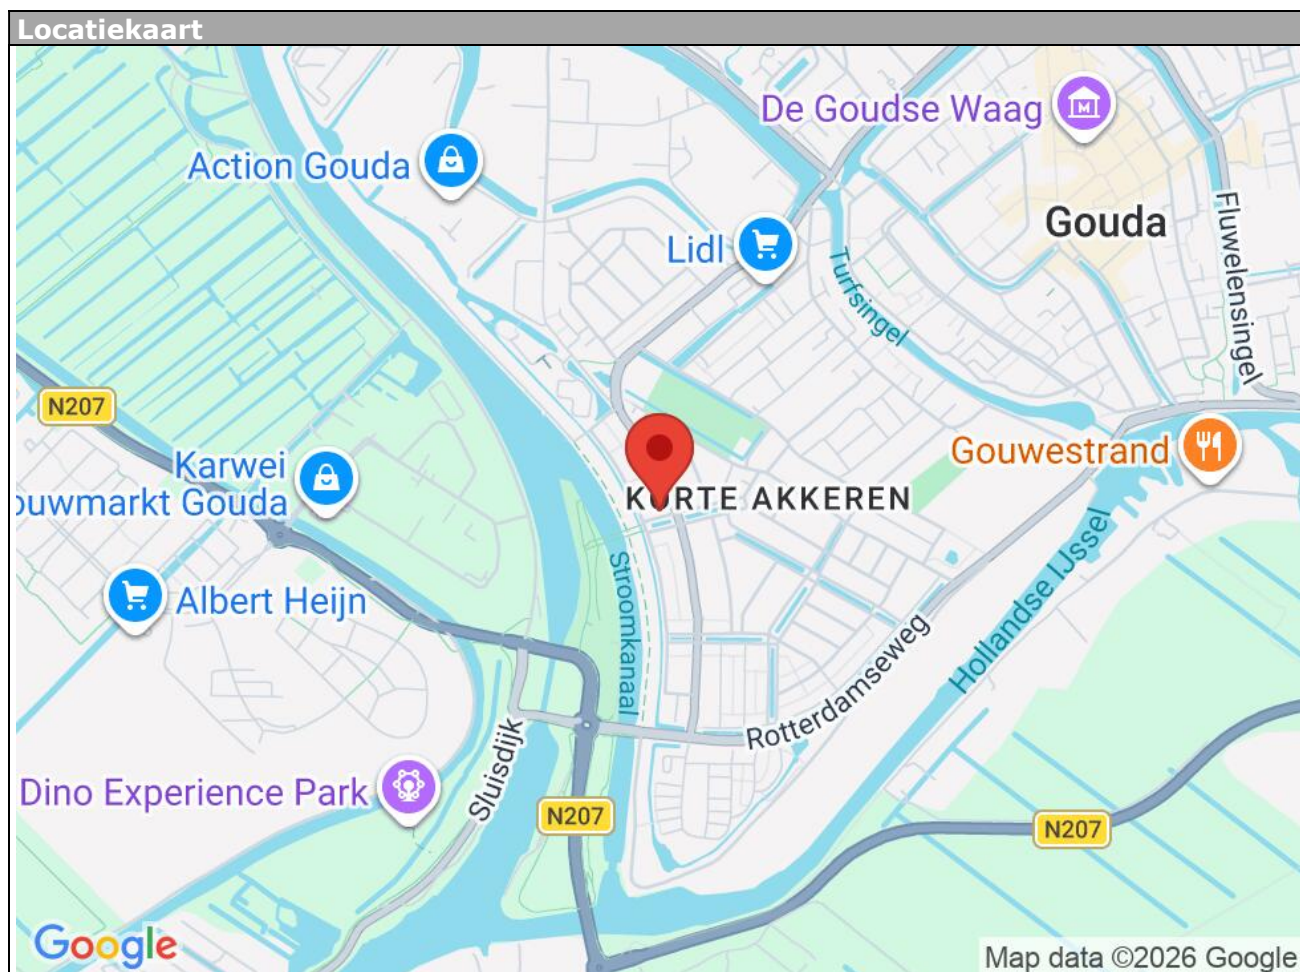 Locatiekaart
De Goudse Waag
Action Gouda
Gouda
Lidl
Fluwelensingel
Turfsingel
N207
Karwei
ouwmarkt Gouda
Gouwestrand
KORTE AKKEREN
Albert Heijn
Stroomkanaal
Hollandse IJssel
Rotterdamseweg
Sluisdijk
Dino Experience Park
N207
N207
Google
Map data ©2026 Google